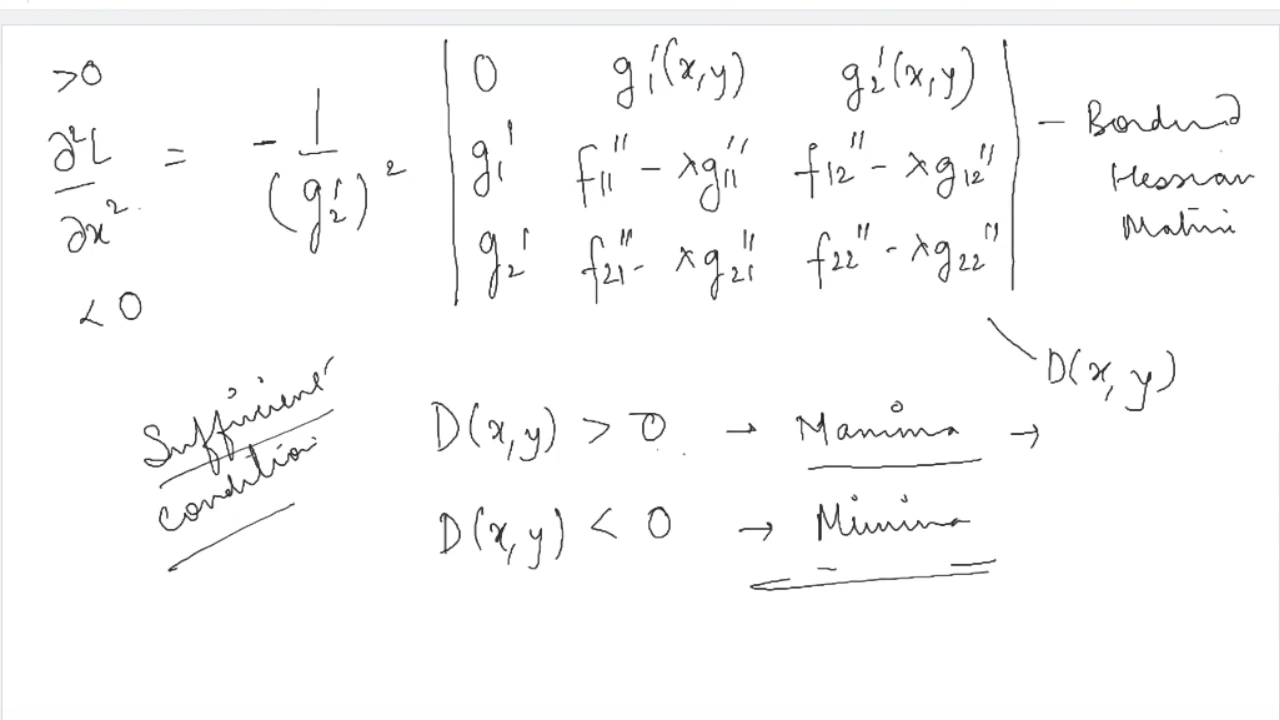 >0
∂²L/∂x² = - 1/(g₂')² | 0 g₁'(x,y) g₂'(x,y) | – Bordered
| g₁' f₁₁'' - λg₁₁'' f₁₂'' - λg₁₂'' | Hessian
| g₂' f₂₁'' - λg₂₁'' f₂₂'' - λg₂₂'' | Matrix
< 0
D(x, y)
Sufficient
condition
D(x,y) > 0 → Maxima →
D(x,y) < 0 → Minima